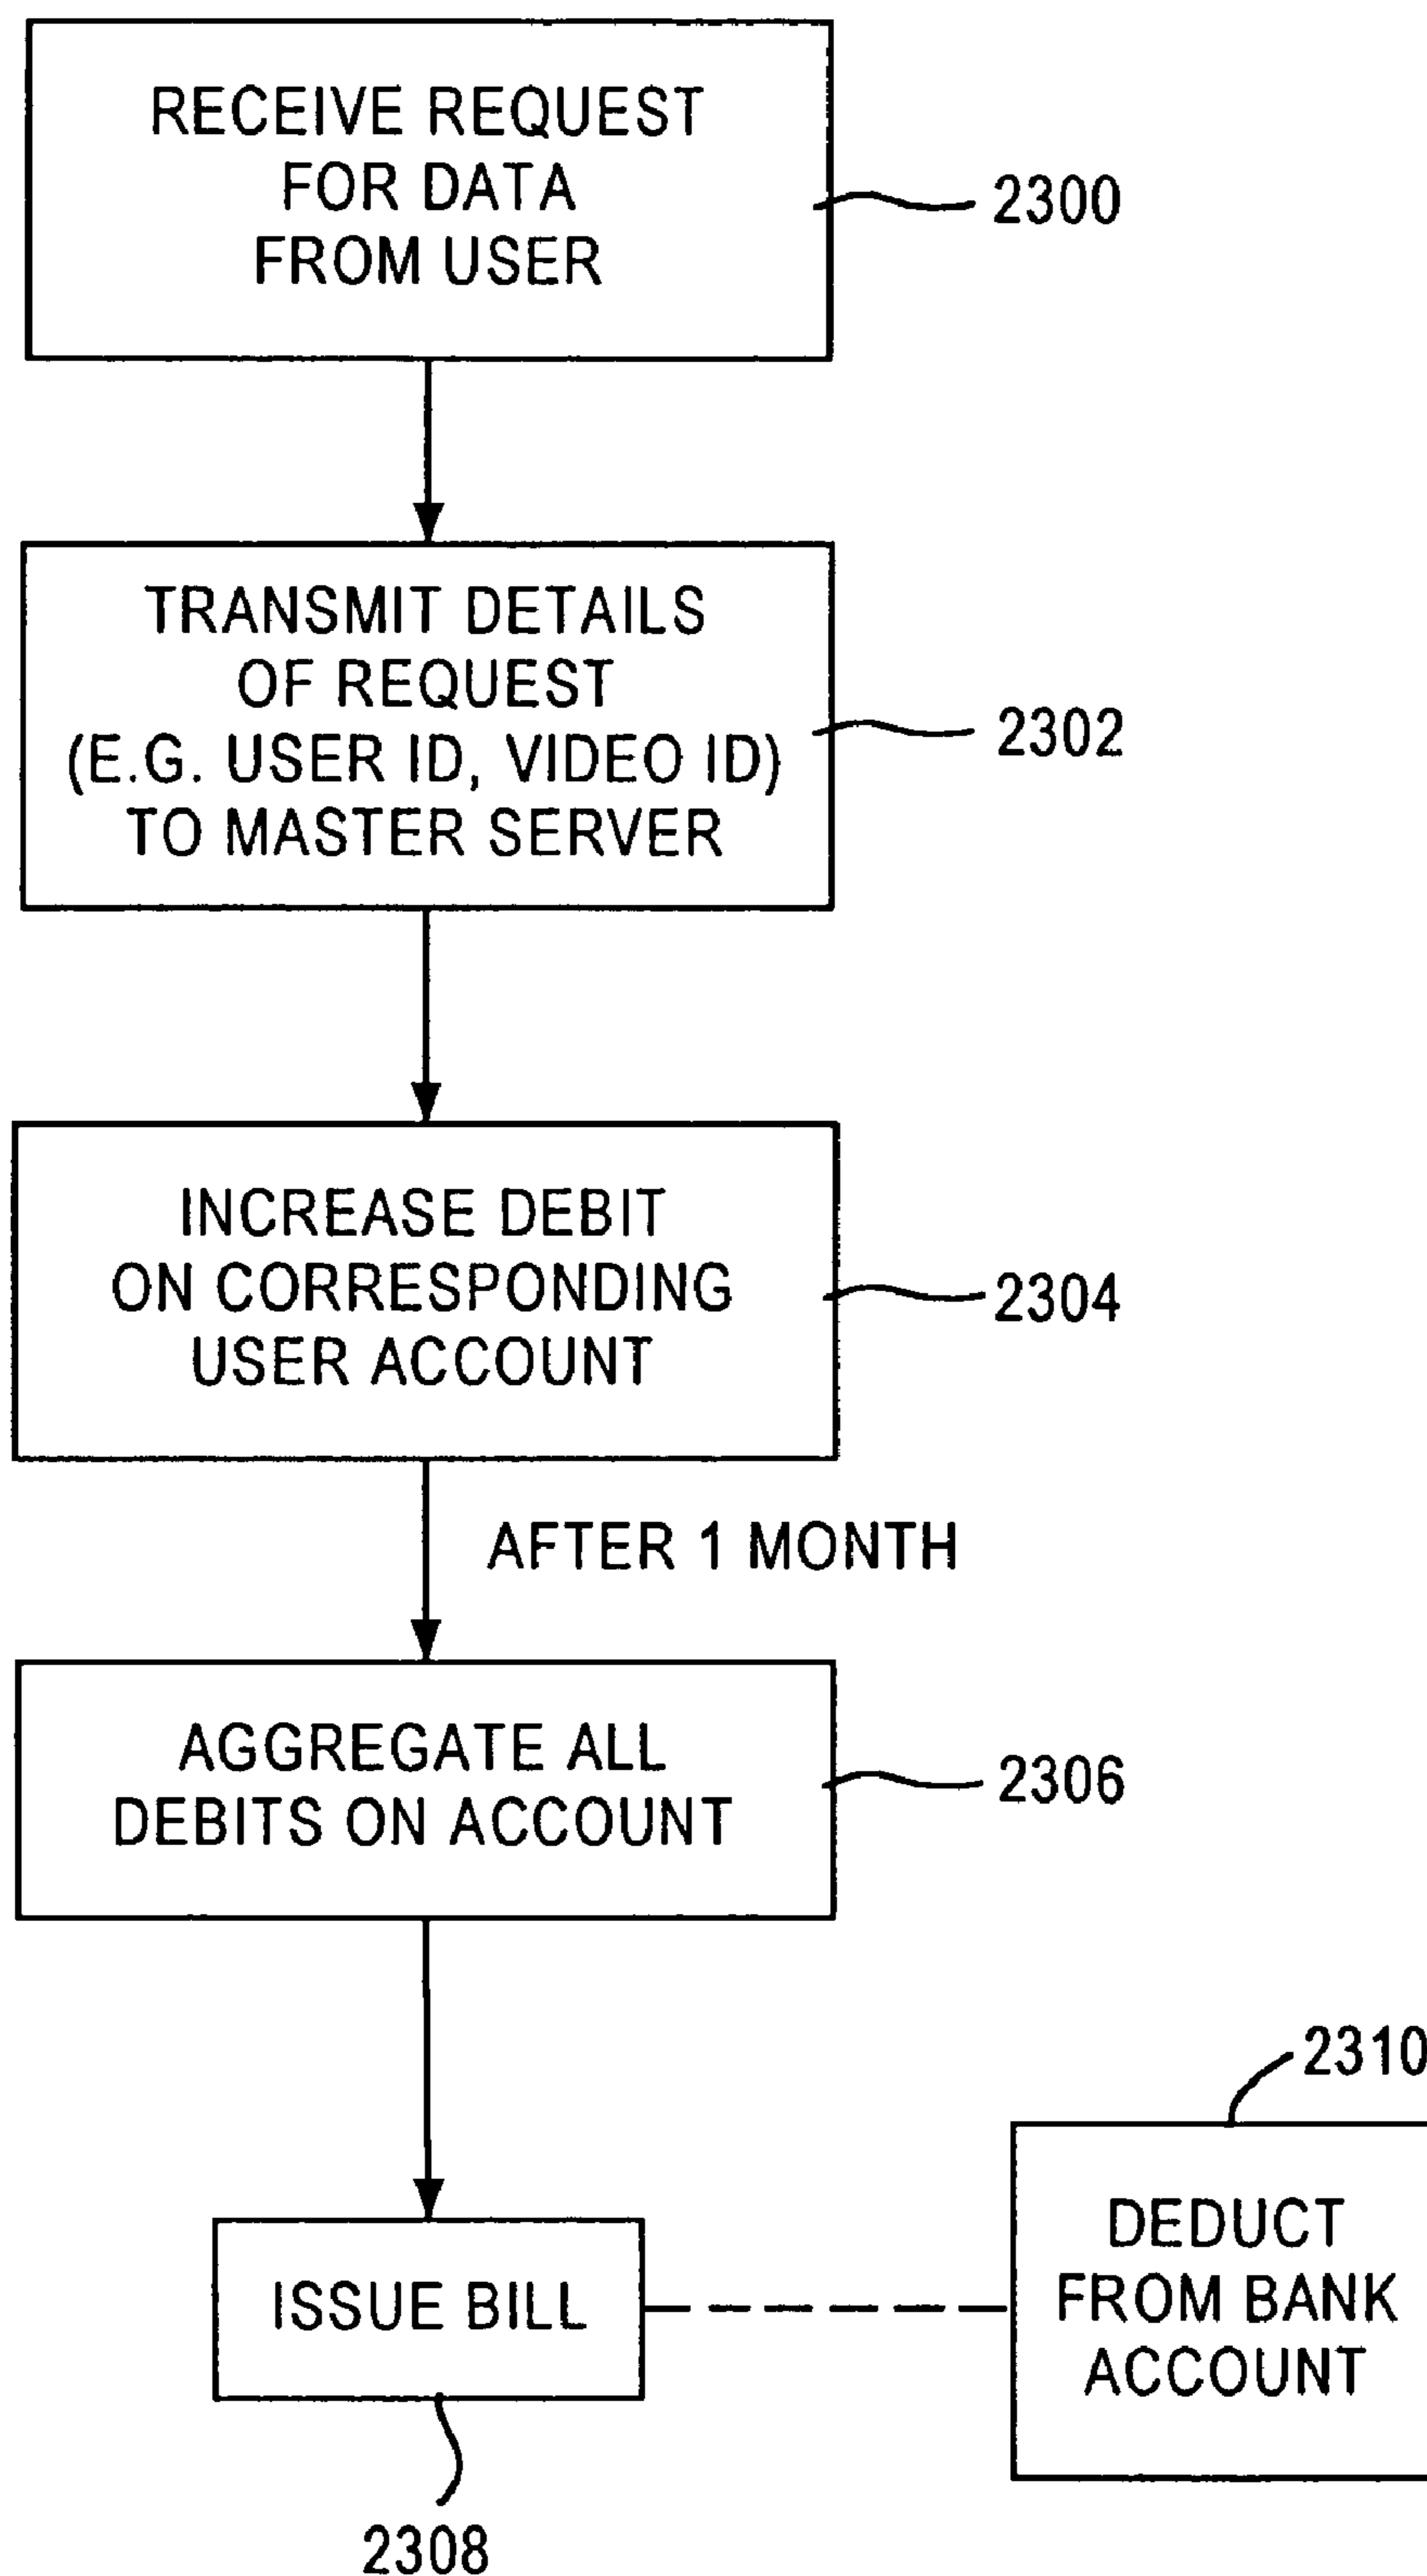 RECEIVE REQUEST
FOR DATA
FROM USER
2300
TRANSMIT DETAILS
OF REQUEST
(E.G. USER ID, VIDEO ID)
TO MASTER SERVER
2302
INCREASE DEBIT
ON CORRESPONDING
USER ACCOUNT
2304
AFTER 1 MONTH
AGGREGATE ALL
DEBITS ON ACCOUNT
2306
2310
ISSUE BILL
DEDUCT
FROM BANK
ACCOUNT
2308